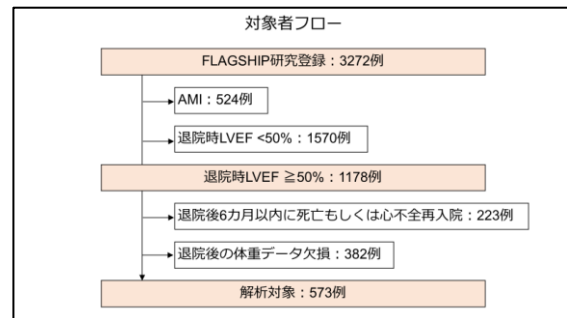 対象者フロー
FLAGSHIP研究登録：3272例
AMI：524例
退院時LVEF <50%：1570例
退院時LVEF ≧50%：1178例
退院後6カ月以内に死亡もしくは心不全再入院：223例
退院後の体重データ欠損：382例
解析対象：573例